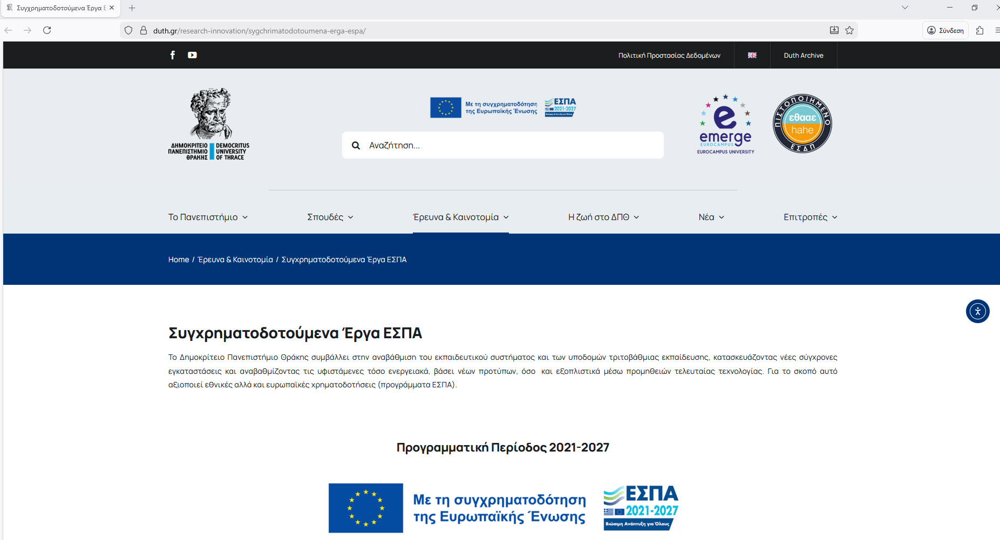 Συγχρηματοδοτούμενα Έργα Ε
duth.gr/research-innovation/sygchrimatodotoumena-erga-espa/
Σύνδεση
Πολιτική Προστασίας Δεδομένων
Duth Archive
ΔΗΜΟΚΡΙΤΕΙΟ ΠΑΝΕΠΙΣΤΗΜΙΟ ΘΡΑΚΗΣ
DEMOCRITUS UNIVERSITY OF THRACE
Με τη συγχρηματοδότηση
της Ευρωπαϊκής Ένωσης
ΕΣΠΑ
2021-2027
Βιώσιμη Ανάπτυξη για Όλους
Αναζήτηση...
e
emerge
EUROCAMPUS
EUROCAMPUS UNIVERSITY
ΠΙΣΤΟΠΟΙΗΜΕΝΟ
εθααε
hahe
ΕΣΔΠ
Το Πανεπιστήμιο
Σπουδές
Έρευνα & Καινοτομία
Η ζωή στο ΔΠΘ
Νέα
Επιτροπές
Home / Έρευνα & Καινοτομία / Συγχρηματοδοτούμενα Έργα ΕΣΠΑ
Συγχρηματοδοτούμενα Έργα ΕΣΠΑ
Το Δημοκρίτειο Πανεπιστήμιο Θράκης συμβάλλει στην αναβάθμιση του εκπαιδευτικού συστήματος και των υποδομών τριτοβάθμιας εκπαίδευσης, κατασκευάζοντας νέες σύγχρονες
εγκαταστάσεις και αναβαθμίζοντας τις υφιστάμενες τόσο ενεργειακά, βάσει νέων προτύπων, όσο και εξοπλιστικά μέσω προμηθειών τελευταίας τεχνολογίας. Για το σκοπό αυτό
αξιοποιεί εθνικές αλλά και ευρωπαϊκές χρηματοδοτήσεις (προγράμματα ΕΣΠΑ).
Προγραμματική Περίοδος 2021-2027
Με τη συγχρηματοδότηση
της Ευρωπαϊκής Ένωσης
ΕΣΠΑ
2021-2027
Βιώσιμη Ανάπτυξη για Όλους